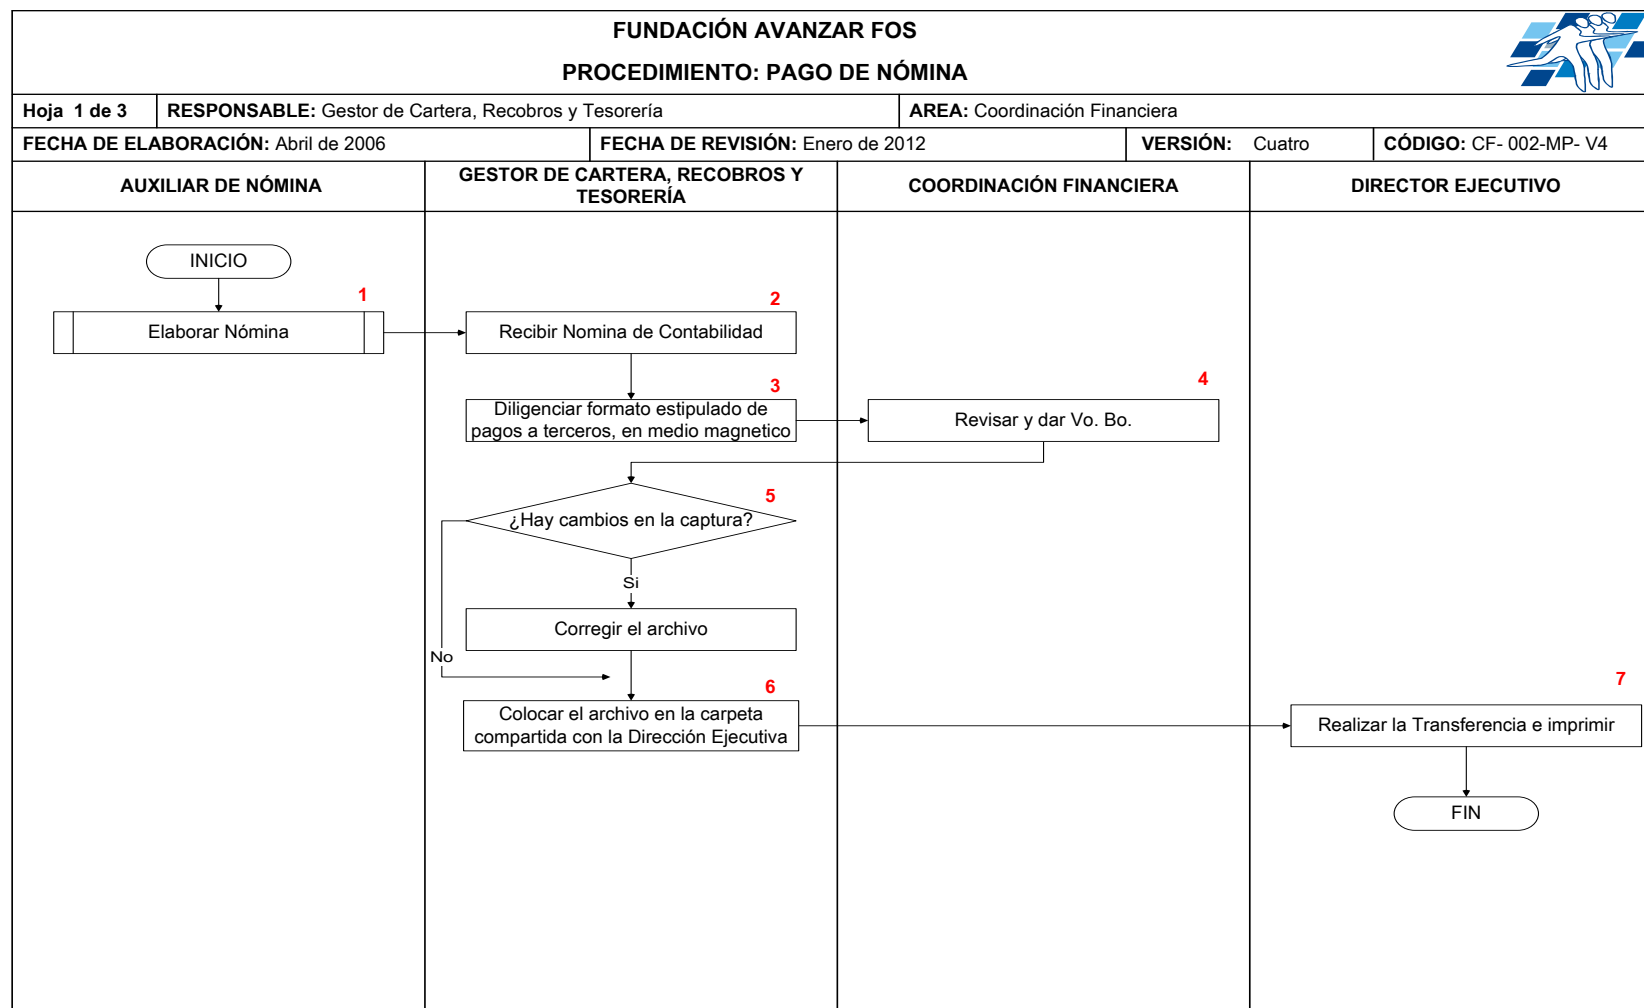 FUNDACIÓN AVANZAR FOS
PROCEDIMIENTO: PAGO DE NÓMINA
Hoja 1 de 3
RESPONSABLE: Gestor de Cartera, Recobros y Tesorería
AREA: Coordinación Financiera
FECHA DE ELABORACIÓN: Abril de 2006
FECHA DE REVISIÓN: Enero de 2012
VERSIÓN: Cuatro
CÓDIGO: CF- 002-MP- V4
AUXILIAR DE NÓMINA
GESTOR DE CARTERA, RECOBROS Y
TESORERÍA
COORDINACIÓN FINANCIERA
DIRECTOR EJECUTIVO
INICIO
1
Elaborar Nómina
2
Recibir Nomina de Contabilidad
3
Diligenciar formato estipulado de
pagos a terceros, en medio magnetico
4
Revisar y dar Vo. Bo.
5
¿Hay cambios en la captura?
Si
Corregir el archivo
No
6
Colocar el archivo en la carpeta
compartida con la Dirección Ejecutiva
7
Realizar la Transferencia e imprimir
FIN